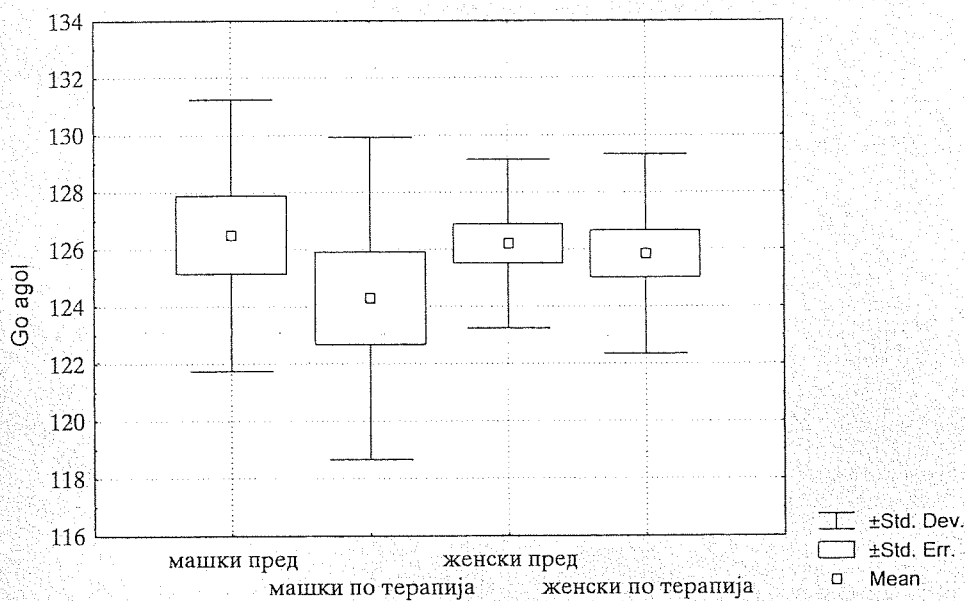 134
132
130
128
126
124
122
120
118
116
Go agol
машки пред
машки по терапија
женски пред
женски по терапија
±Std. Dev.
±Std. Err.
Mean